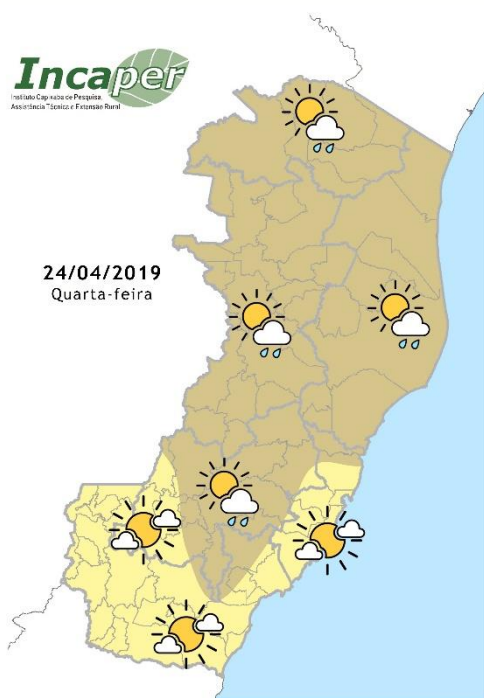 Incaper
Instituto Capixaba de Pesquisa,
Assistência Técnica e Extensão Rural
24/04/2019
Quarta-feira